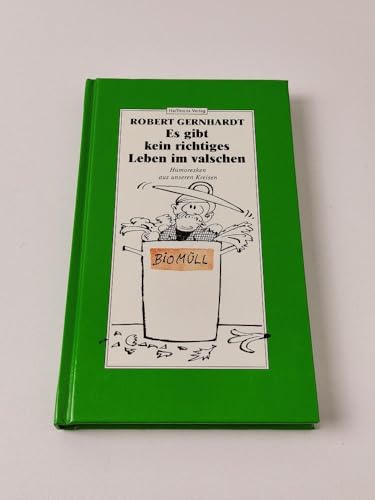 Haffmans Verlag
ROBERT GERNHARDT
Es gibt
kein richtiges
Leben im valschen
Humoresken
aus unseren Kreisen
BIOMÜLL